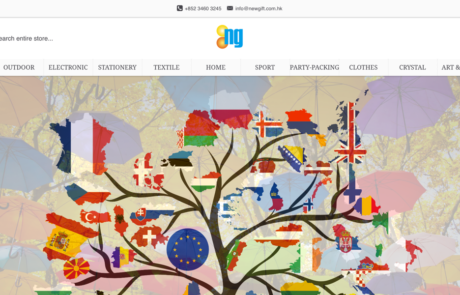 +852 3460 3245 info@newgift.com.hk
ng
earch entire store...
OUTDOOR ELECTRONIC STATIONERY TEXTILE HOME SPORT PARTY-PACKING CLOTHES CRYSTAL ART &